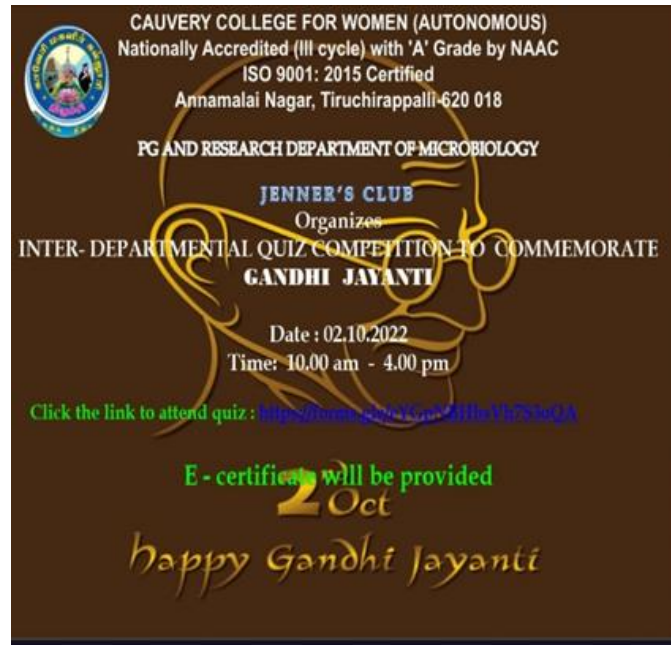 CAUVERY COLLEGE FOR WOMEN (AUTONOMOUS)
Nationally Accredited (III cycle) with 'A' Grade by NAAC
ISO 9001: 2015 Certified
Annamalai Nagar, Tiruchirappalli-620 018
PG AND RESEARCH DEPARTMENT OF MICROBIOLOGY
JENNER'S CLUB
Organizes
INTER- DEPARTMENTAL QUIZ COMPETITION TO COMMEMORATE
GANDHI JAYANTI
Date : 02.10.2022
Time: 10.00 am - 4.00 pm
Click the link to attend quiz :
E - certificate will be provided
2 Oct
happy Gandhi Jayanti